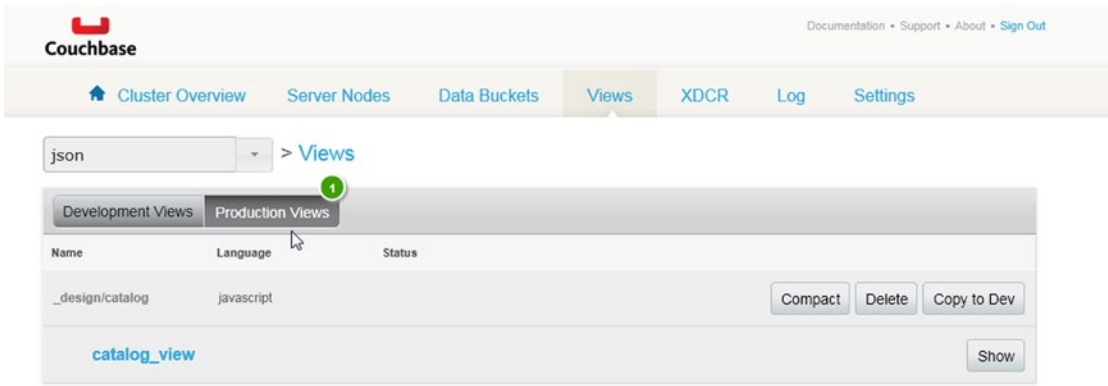 Couchbase
Documentation • Support • About • Sign Out
Cluster Overview Server Nodes Data Buckets Views XDCR Log Settings
json > Views
1
Development Views Production Views
Name Language Status
_design/catalog javascript Compact Delete Copy to Dev
catalog_view Show